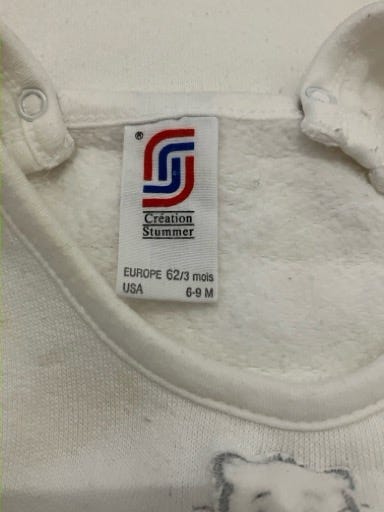 ®
Création
Stummer
EUROPE 62/3 mois
USA 6-9 M